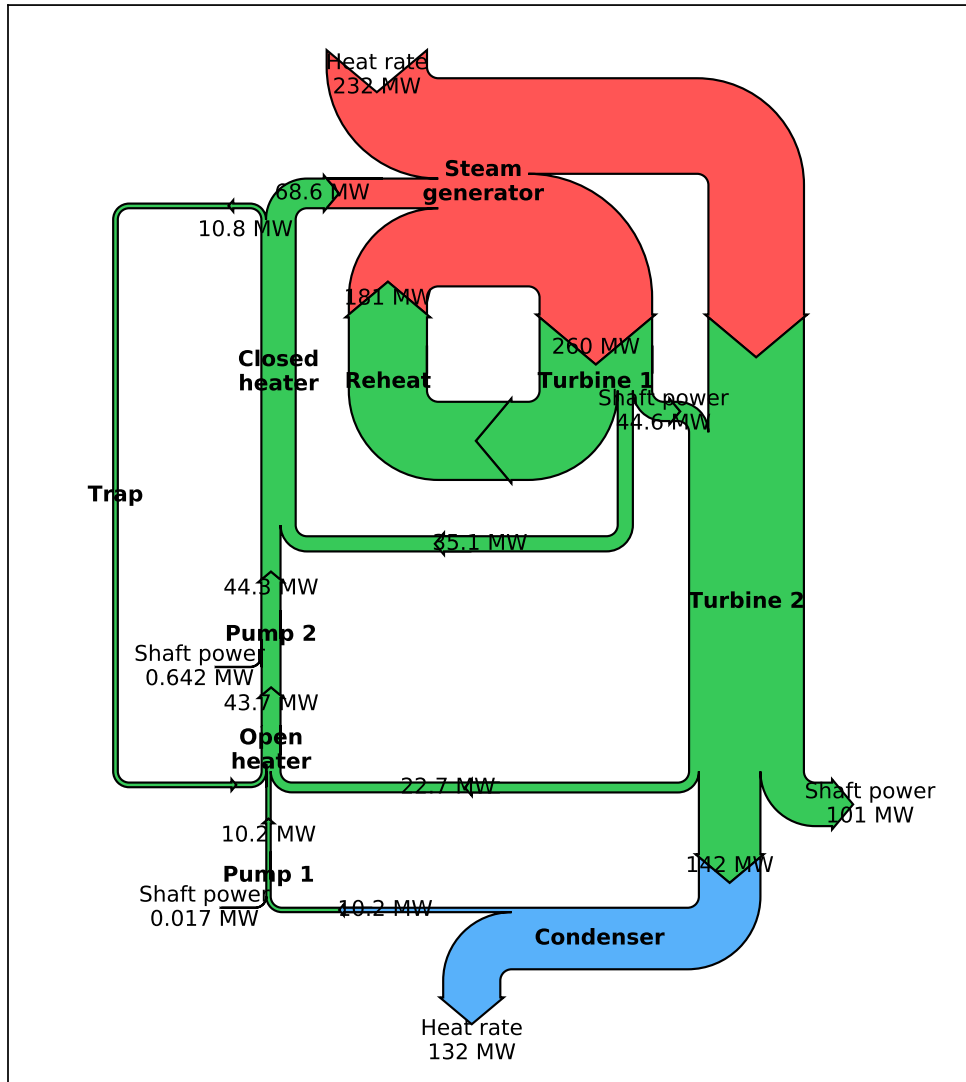 Heat rate
232 MW
Steam
generator
68.6 MW
10.8 MW
181 MW
260 MW
Closed
heater
Reheat
Turbine 1
Shaft power
44.6 MW
Trap
35.1 MW
44.3 MW
Turbine 2
Pump 2
Shaft power
0.642 MW
43.7 MW
Open
heater
22.7 MW
Shaft power
101 MW
10.2 MW
142 MW
Pump 1
Shaft power
0.017 MW
10.2 MW
Condenser
Heat rate
132 MW